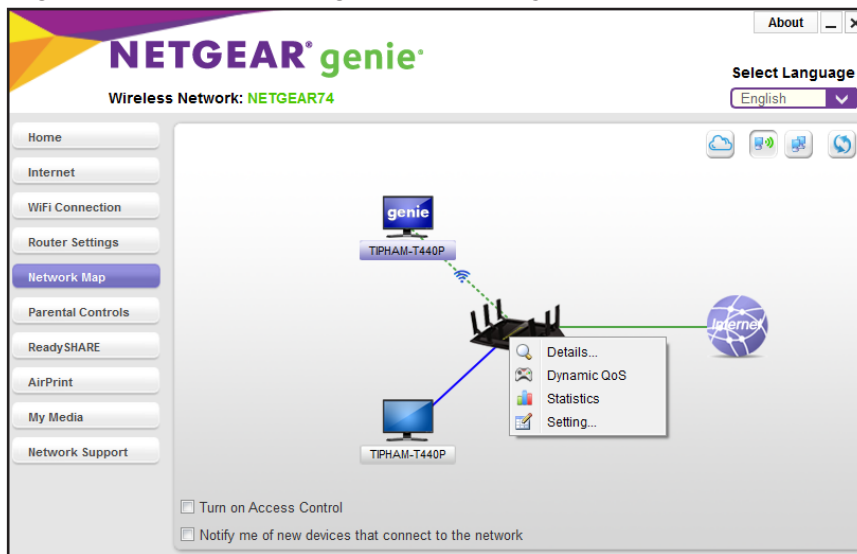 About
NETGEAR® genie®
Select Language
Wireless Network: NETGEAR74
English
Home
Internet
WiFi Connection
Router Settings
Network Map
Parental Controls
ReadySHARE
AirPrint
My Media
Network Support
genie
TIPHAM-T440P
Internet
Details...
Dynamic QoS
Statistics
Setting...
TIPHAM-T440P
Turn on Access Control
Notify me of new devices that connect to the network